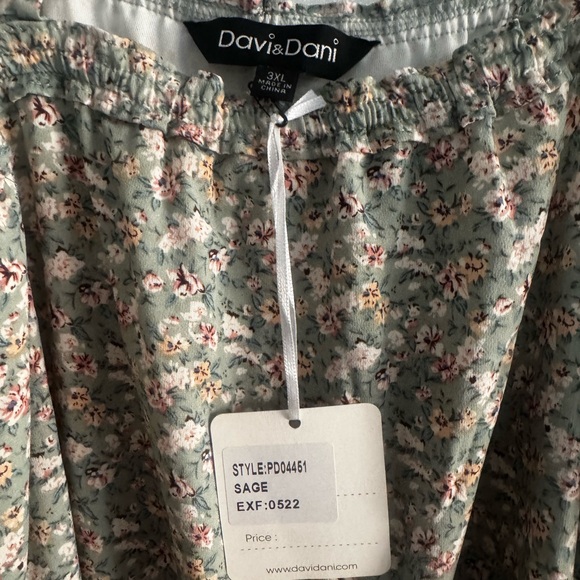 Davi&Dani
3XL
MADE IN
CHINA
STYLE:PD04451
SAGE
EXF:0522
Price :
www.davidani.com